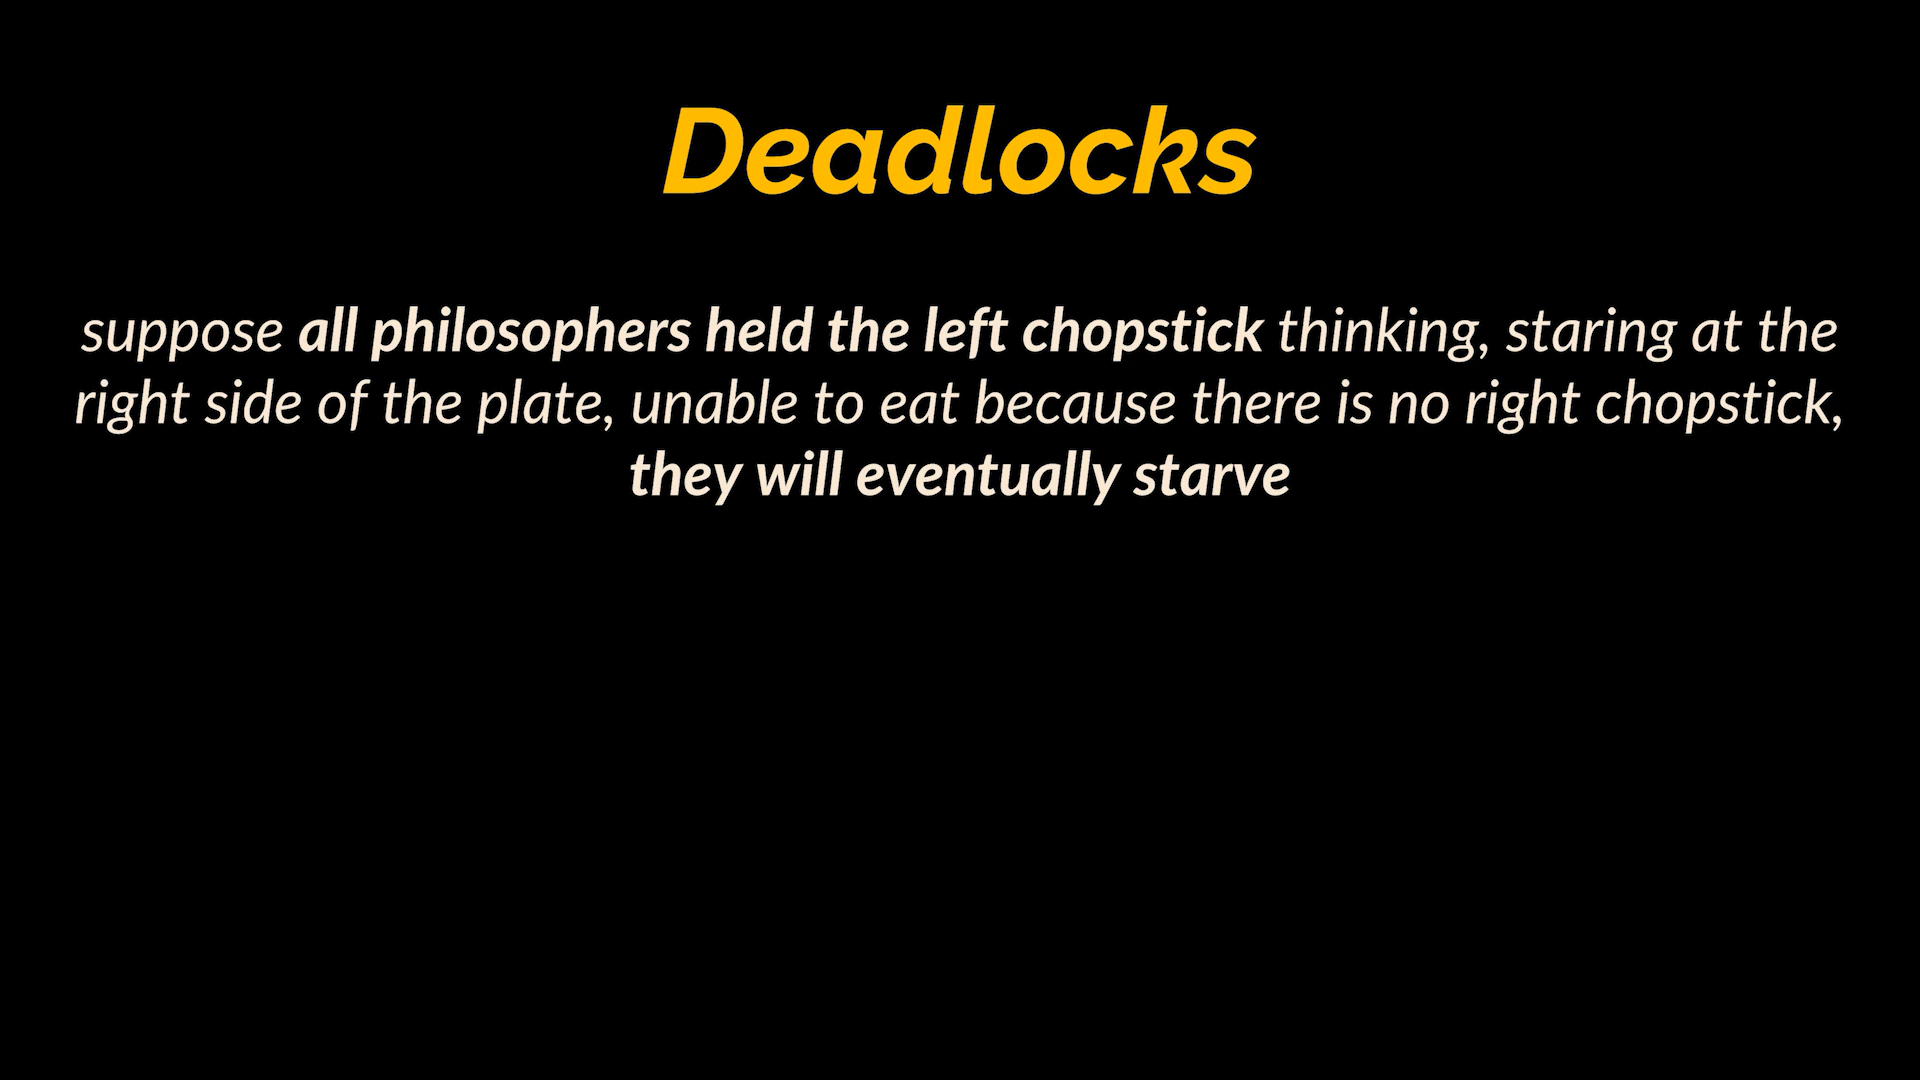 Deadlocks
suppose all philosophers held the left chopstick thinking, staring at the
right side of the plate, unable to eat because there is no right chopstick,
they will eventually starve